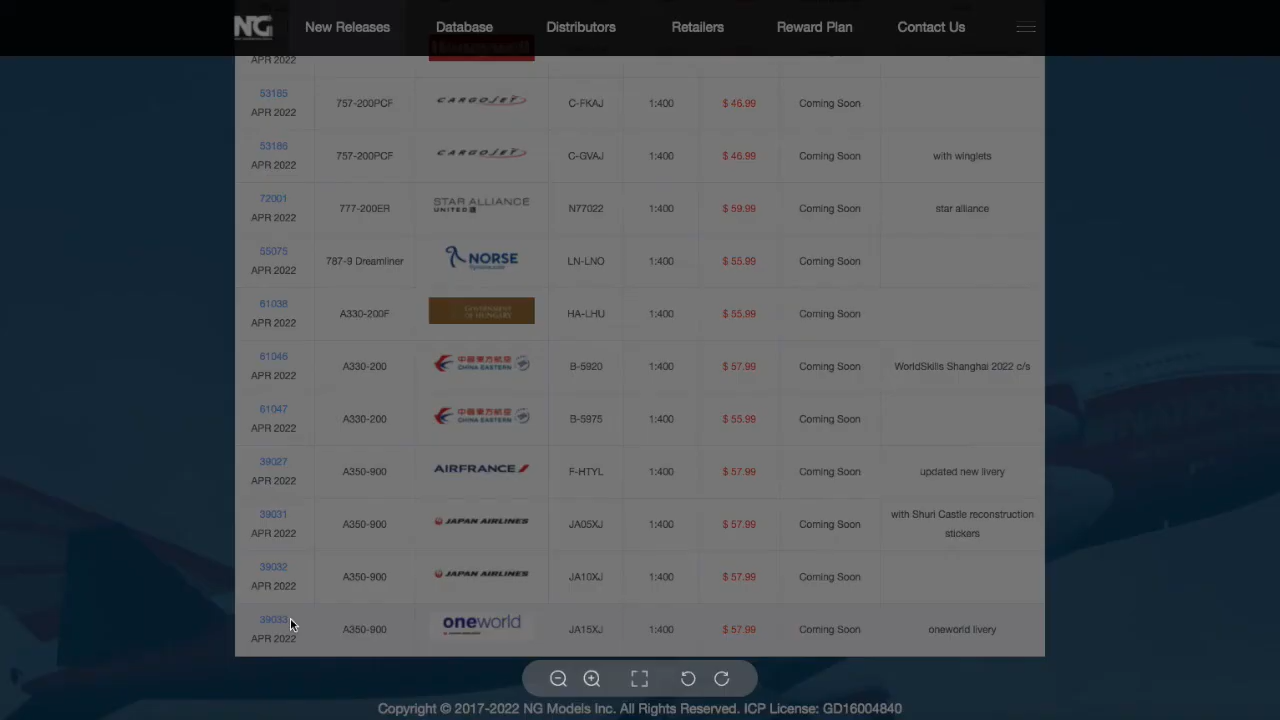 NG
New Releases
Database
Distributors
Retailers
Reward Plan
Contact Us
APR 2022
53185
APR 2022
757-200PCF
CARGOJET
C-FKAJ
1:400
$ 46.99
Coming Soon
53186
APR 2022
757-200PCF
CARGOJET
C-GVAJ
1:400
$ 46.99
Coming Soon
with winglets
72001
APR 2022
777-200ER
STAR ALLIANCE
UNITED
N77022
1:400
$ 59.99
Coming Soon
star alliance
55075
APR 2022
787-9 Dreamliner
NORSE
LN-LNO
1:400
$ 55.99
Coming Soon
61038
APR 2022
A330-200F
GOVERNMENT
OF HUNGARY
HA-LHU
1:400
$ 55.99
Coming Soon
61046
APR 2022
A330-200
中國東方航空
CHINA EASTERN
B-5920
1:400
$ 57.99
Coming Soon
WorldSkills Shanghai 2022 c/s
61047
APR 2022
A330-200
中國東方航空
CHINA EASTERN
B-5975
1:400
$ 55.99
Coming Soon
39027
APR 2022
A350-900
AIRFRANCE
F-HTYL
1:400
$ 57.99
Coming Soon
updated new livery
39031
APR 2022
A350-900
JAPAN AIRLINES
JA05XJ
1:400
$ 57.99
Coming Soon
with Shuri Castle reconstruction
stickers
39032
APR 2022
A350-900
JAPAN AIRLINES
JA10XJ
1:400
$ 57.99
Coming Soon
39033
APR 2022
A350-900
oneworld
JA15XJ
1:400
$ 57.99
Coming Soon
oneworld livery
Copyright © 2017-2022 NG Models Inc. All Rights Reserved. ICP License: GD16004840